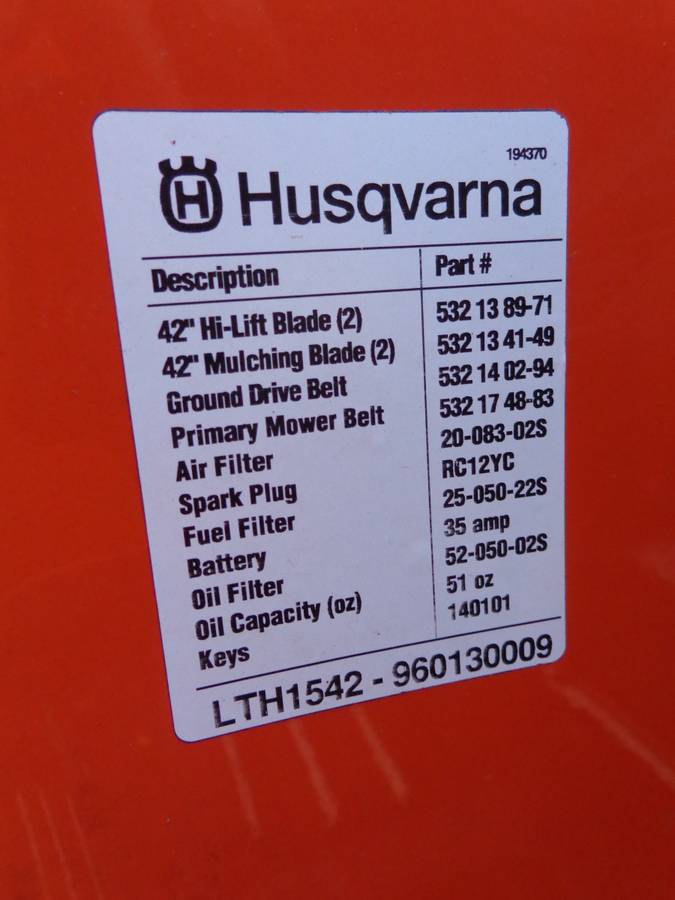 194370
H Husqvarna
Description Part #
42" Hi-Lift Blade (2) 532 13 89-71
42" Mulching Blade (2) 532 13 41-49
Ground Drive Belt 532 14 02-94
Primary Mower Belt 532 17 48-83
Air Filter 20-083-02S
Spark Plug RC12YC
Fuel Filter 25-050-22S
Battery 35 amp
Oil Filter 52-050-02S
Oil Capacity (oz) 51 oz
Keys 140101
LTH1542 - 960130009